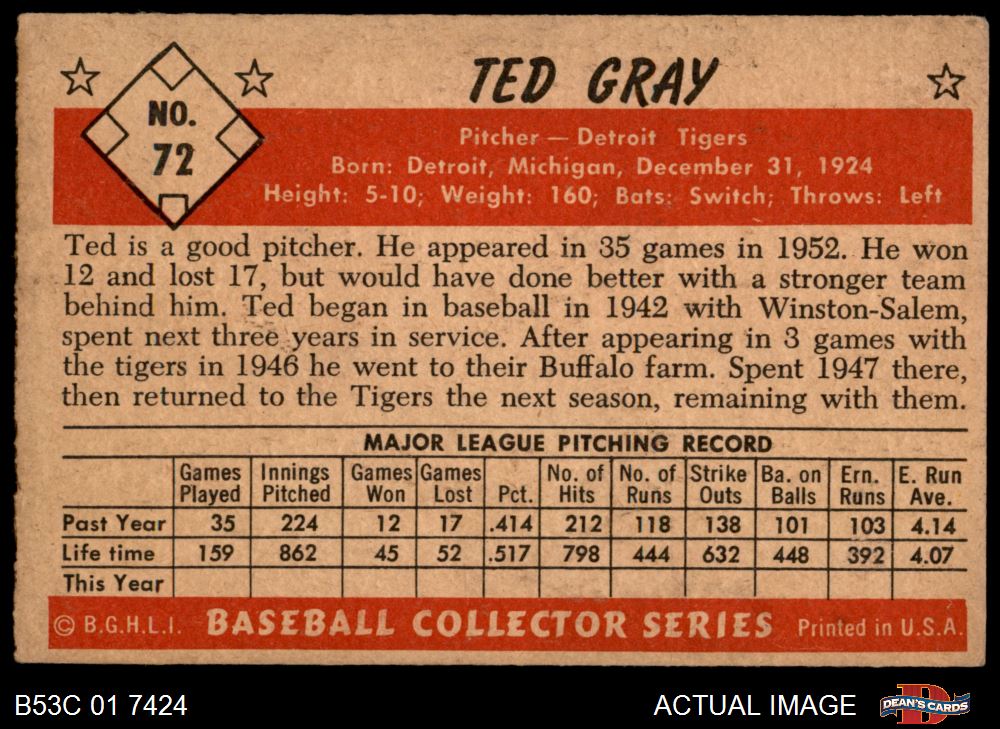 NO.
72
TED GRAY
Pitcher — Detroit Tigers
Born: Detroit, Michigan, December 31, 1924
Height: 5-10; Weight: 160; Bats: Switch; Throws: Left
Ted is a good pitcher. He appeared in 35 games in 1952. He won
12 and lost 17, but would have done better with a stronger team
behind him. Ted began in baseball in 1942 with Winston-Salem,
spent next three years in service. After appearing in 3 games with
the tigers in 1946 he went to their Buffalo farm. Spent 1947 there,
then returned to the Tigers the next season, remaining with them.
MAJOR LEAGUE PITCHING RECORD
Games Innings Games Games No. of No. of Strike Ba. on Ern. E. Run
Played Pitched Won Lost Pct. Hits Runs Outs Balls Runs Ave.
Past Year 35 224 12 17 .414 212 118 138 101 103 4.14
Life time 159 862 45 52 .517 798 444 632 448 392 4.07
This Year
© B.G.H.L.I. BASEBALL COLLECTOR SERIES Printed in U.S.A.
B53C 01 7424 ACTUAL IMAGE DEAN'S CARDS